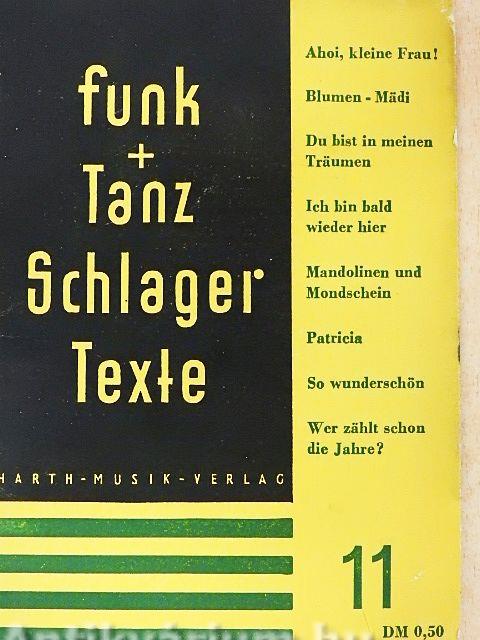 funk
+
Tanz
Schlager
Texte
HARTH-MUSIK-VERLAG
Ahoi, kleine Frau!
Blumen - Mädi
Du bist in meinen
Träumen
Ich bin bald
wieder hier
Mandolinen und
Mondschein
Patricia
So wunderschön
Wer zählt schon
die Jahre?
11
DM 0,50